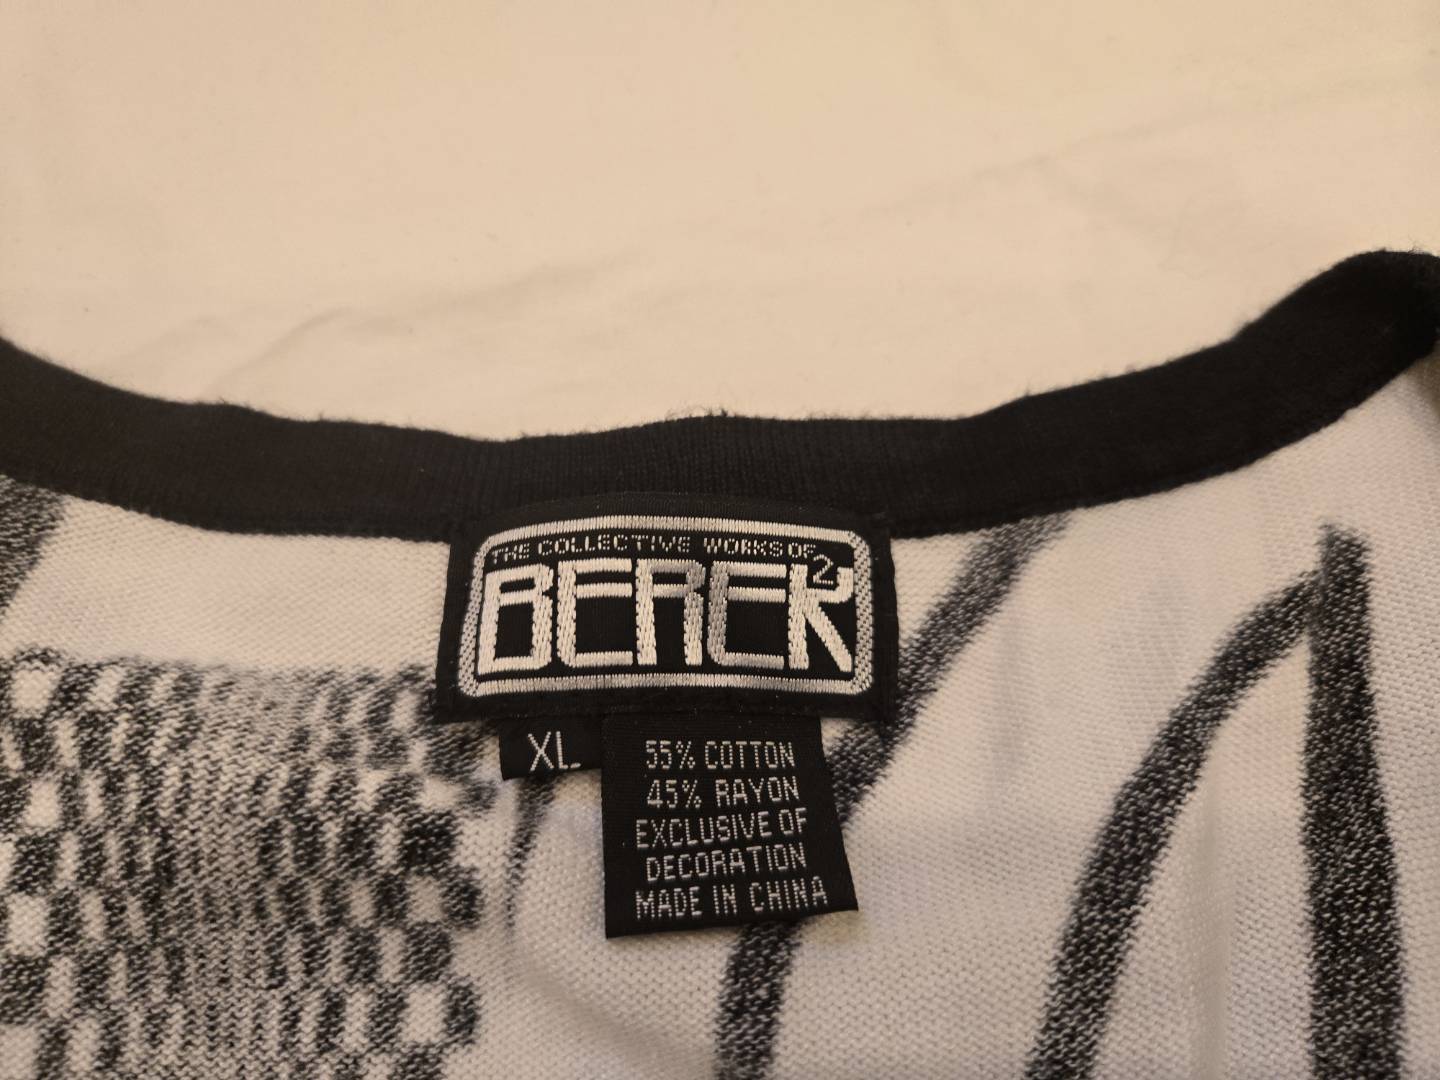 THE COLLECTIVE WORKS OF
BEREK 2
XL
55% COTTON
45% RAYON
EXCLUSIVE OF
DECORATION
MADE IN CHINA